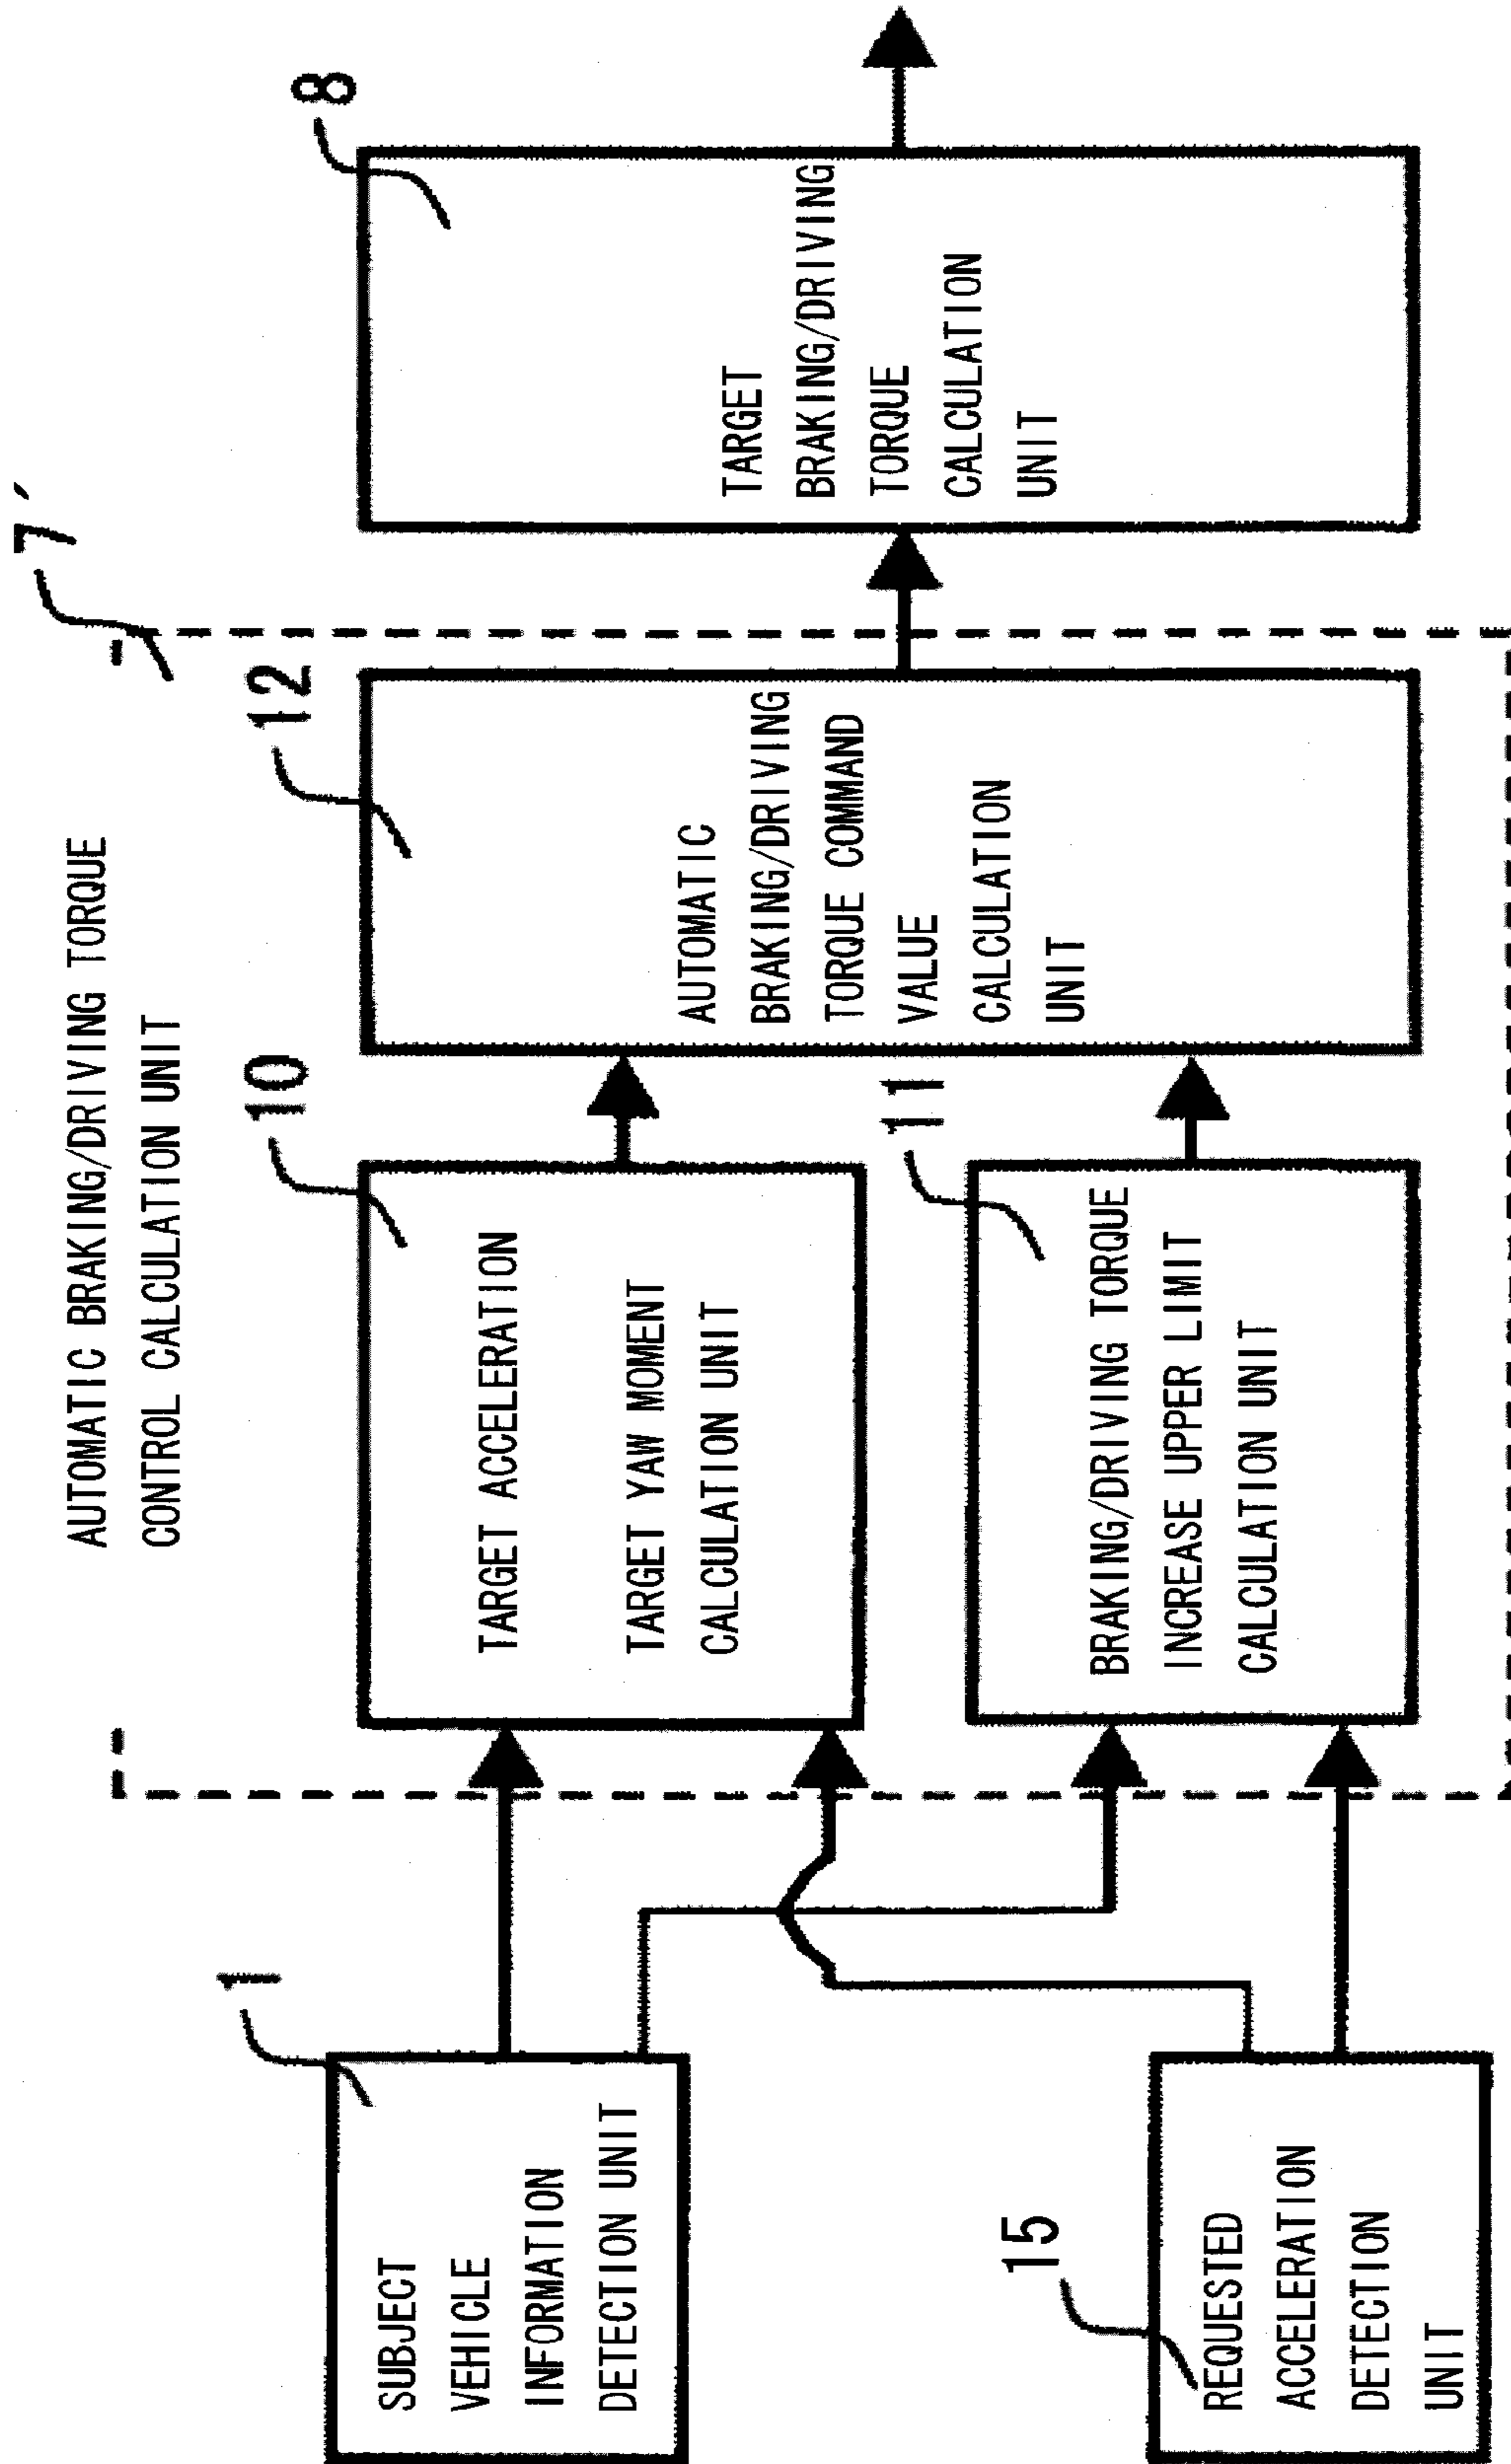 AUTOMATIC BRAKING/DRIVING TORQUE
CONTROL CALCULATION UNIT
7´
1
SUBJECT
VEHICLE
INFORMATION
DETECTION UNIT
15
REQUESTED
ACCELERATION
DETECTION
UNIT
10
TARGET ACCELERATION
TARGET YAW MOMENT
CALCULATION UNIT
11
BRAKING/DRIVING TORQUE
INCREASE UPPER LIMIT
CALCULATION UNIT
12
AUTOMATIC
BRAKING/DRIVING
TORQUE COMMAND
VALUE
CALCULATION
UNIT
8
TARGET
BRAKING/DRIVING
TORQUE
CALCULATION
UNIT